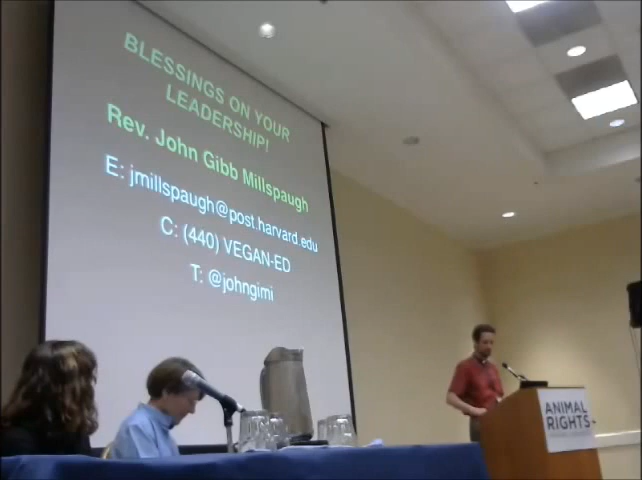 BLESSINGS ON YOUR
LEADERSHIP!
Rev. John Gibb Millspaugh
E: jmillspaugh@post.harvard.edu
C: (440) VEGAN-ED
T: @johngimi
ANIMAL
RIGHTS